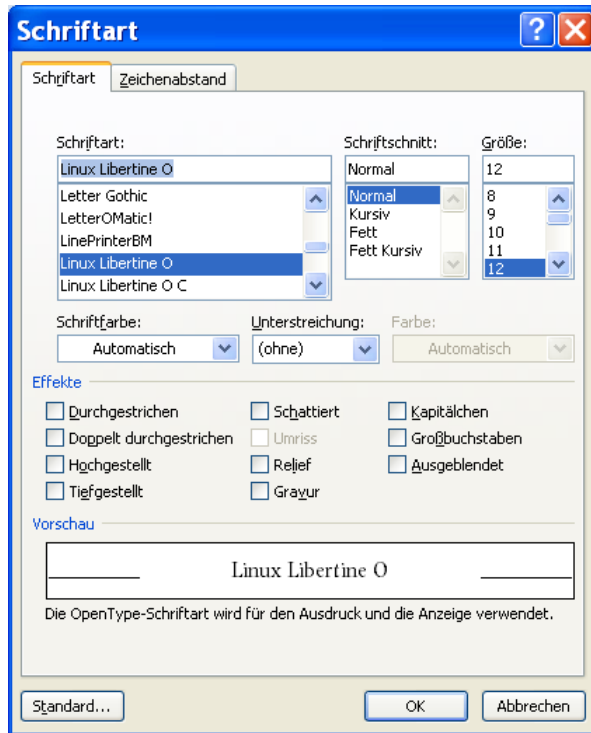 Schriftart
?
Schriftart Zeichenabstand
Schriftart: Schriftschnitt: Größe:
Linux Libertine O Normal 12
Letter Gothic Normal 8
LetterOMatic! Kursiv 9
LinePrinterBM Fett 10
Linux Libertine O Fett Kursiv 11
Linux Libertine O C 12
Schriftfarbe: Unterstreichung: Farbe:
Automatisch (ohne) Automatisch
Effekte
Durchgestrichen Schattiert Kapitälchen
Doppelt durchgestrichen Umriss Großbuchstaben
Hochgestellt Relief Ausgeblendet
Tiefgestellt Gravur
Vorschau
Linux Libertine O
Die OpenType-Schriftart wird für den Ausdruck und die Anzeige verwendet.
Standard... OK Abbrechen